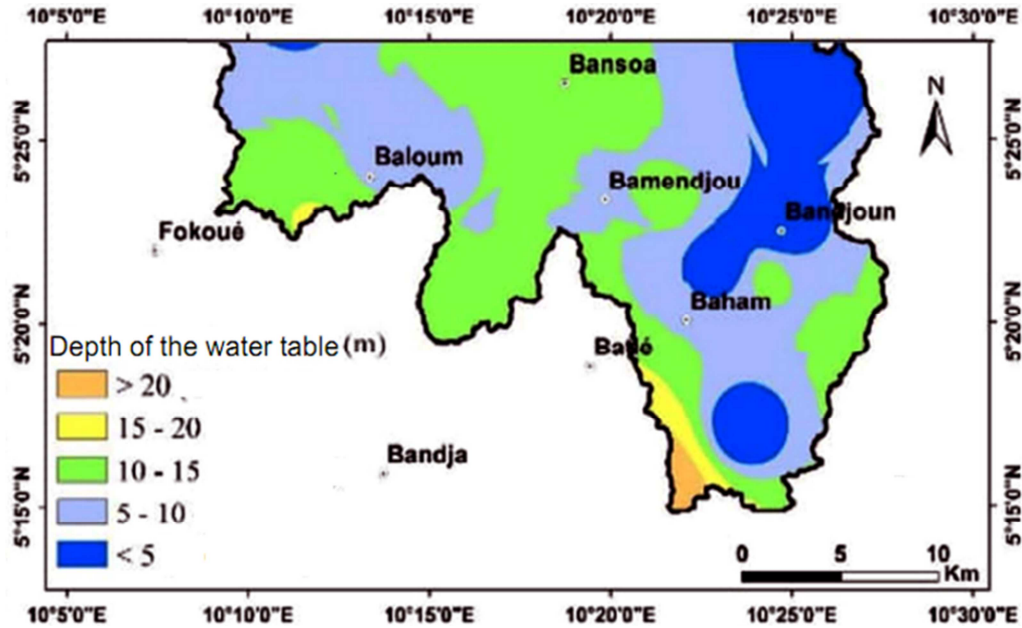 10°5'0"E 10°10'0"E 10°15'0"E 10°20'0"E 10°25'0"E 10°30'0"E
N
Bansoa
5°25'0"N 5°25'0"N
Baloum
Bamendjou
Bandjoun
Fokoué
Baham
5°20'0"N 5°20'0"N
Depth of the water table (m)
Batié
> 20
15 - 20
Bandja
10 - 15
5°15'0"N 5°15'0"N
5 - 10
< 5
0 5 10
Km
10°5'0"E 10°10'0"E 10°15'0"E 10°20'0"E 10°25'0"E 10°30'0"E